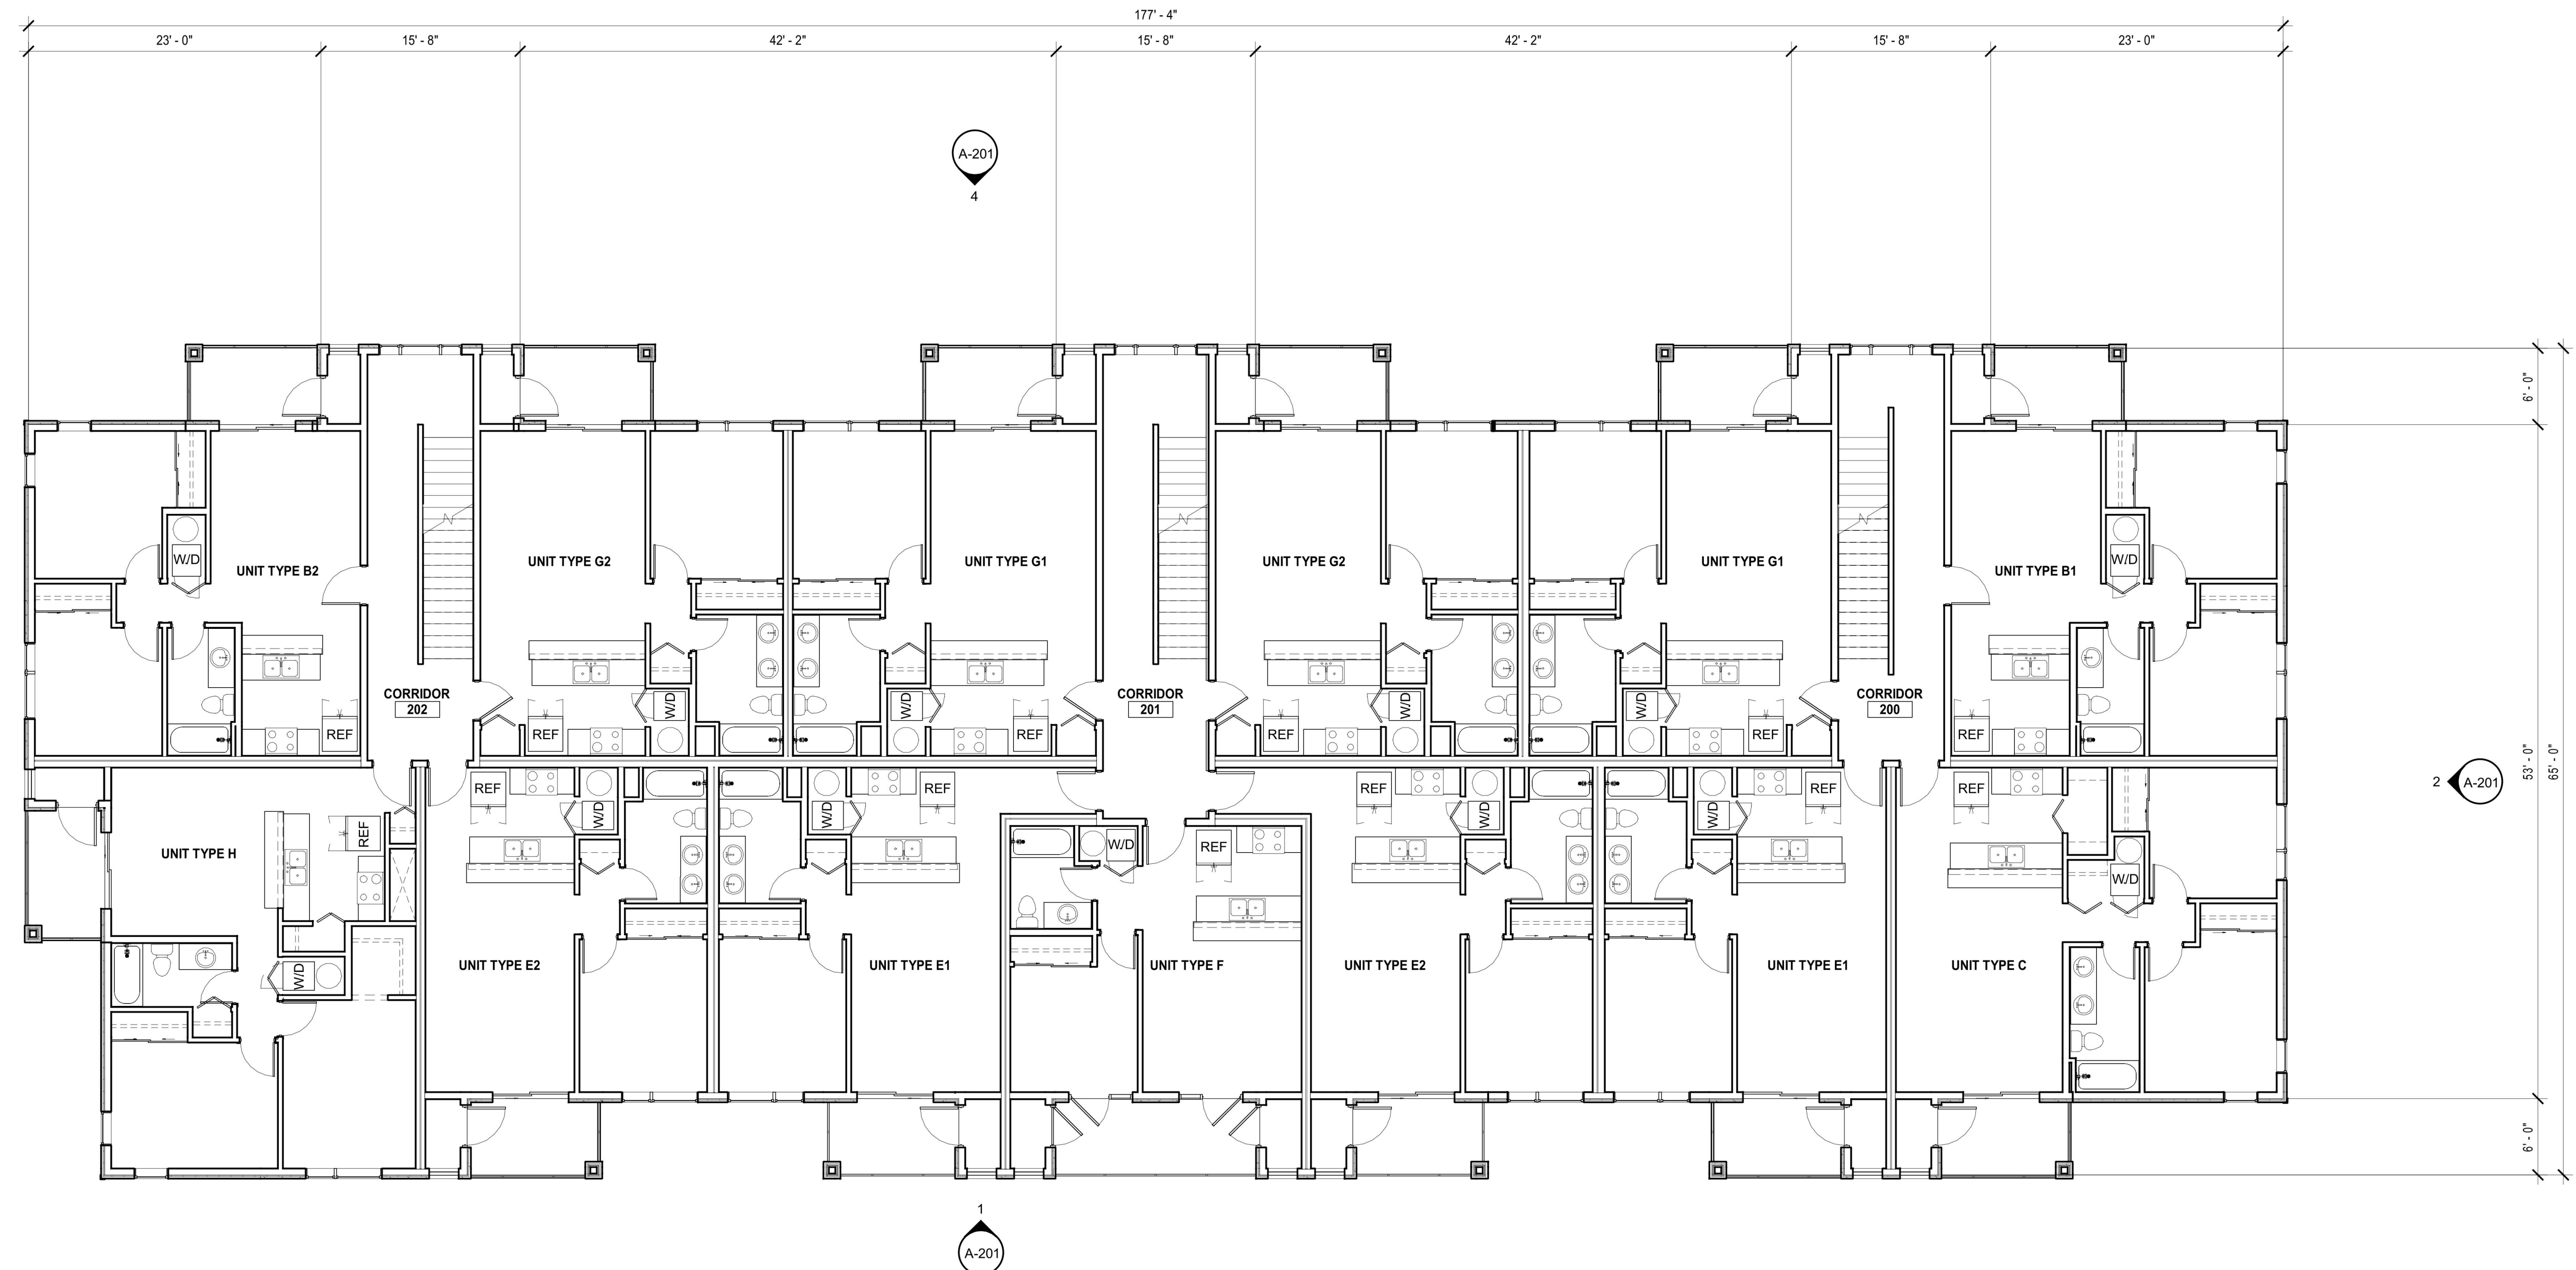 177' - 4"
23' - 0"
15' - 8"
42' - 2"
15' - 8"
42' - 2"
15' - 8"
23' - 0"
A-201
4
6' - 0"
53' - 0"
65' - 0"
6' - 0"
W/D
UNIT TYPE B2
UNIT TYPE G2
UNIT TYPE G1
UNIT TYPE G2
UNIT TYPE G1
UNIT TYPE B1
W/D
CORRIDOR
202
CORRIDOR
201
CORRIDOR
200
REF
REF
W/D
W/D
REF
REF
W/D
W/D
REF
REF
2
A-201
REF
W/D
W/D
REF
REF
W/D
W/D
REF
REF
UNIT TYPE H
REF
W/D
REF
W/D
W/D
UNIT TYPE E2
UNIT TYPE E1
UNIT TYPE F
UNIT TYPE E2
UNIT TYPE E1
UNIT TYPE C
1
A-201